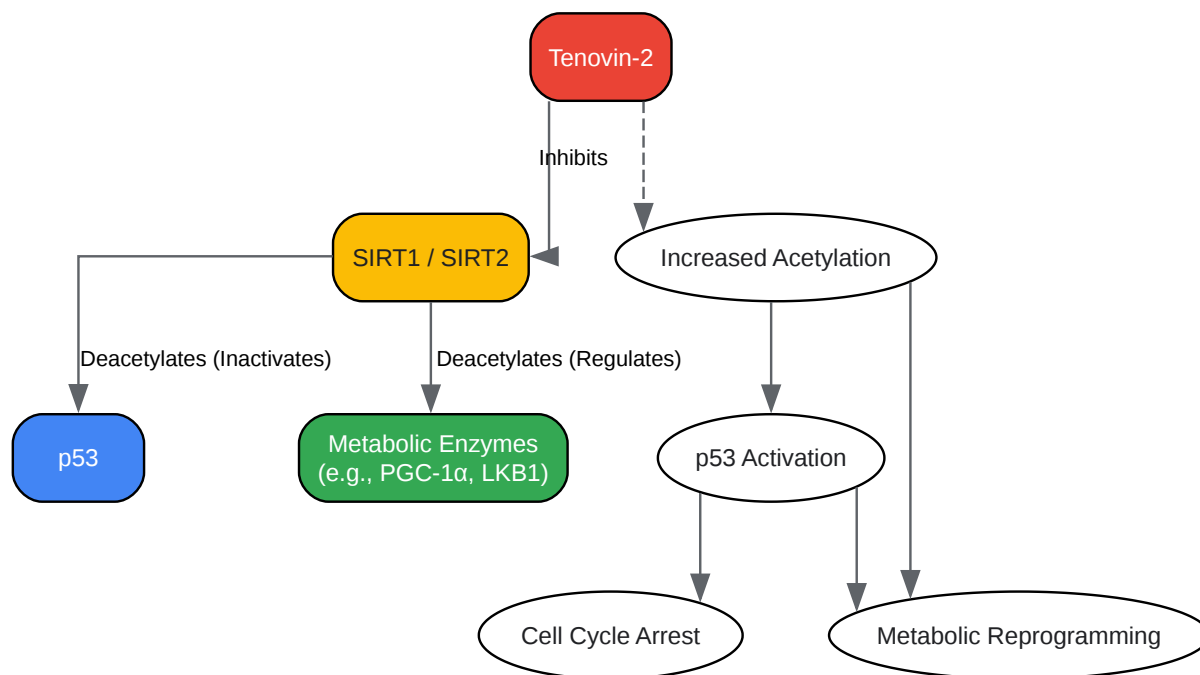 Tenovin-2
Inhibits
SIRT1 / SIRT2
Increased Acetylation
Deacetylates (Inactivates)
Deacetylates (Regulates)
p53
Metabolic Enzymes
(e.g., PGC-1α, LKB1)
p53 Activation
Cell Cycle Arrest
Metabolic Reprogramming